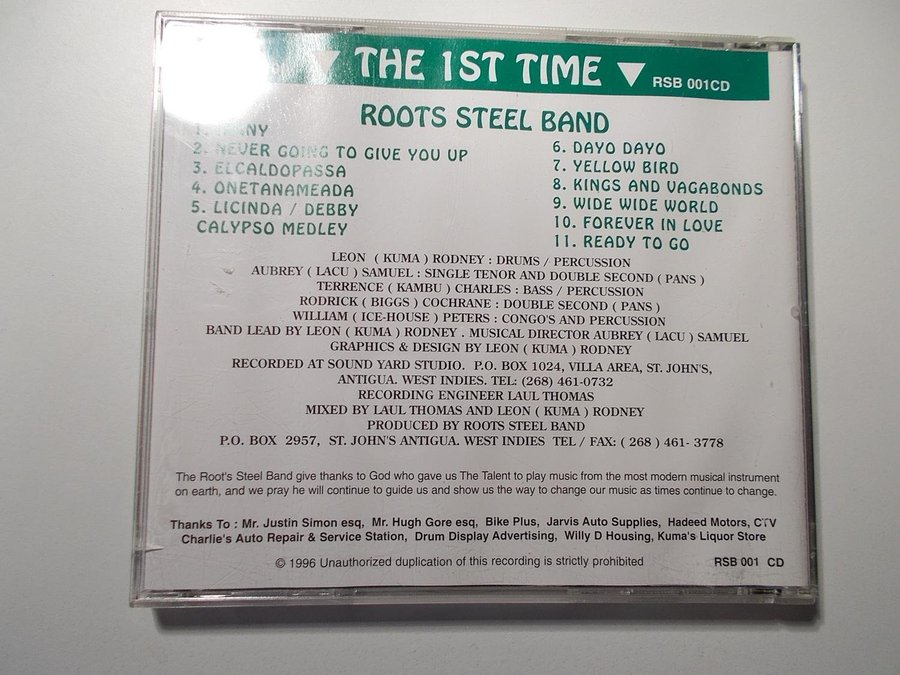 ▼ THE 1ST TIME ▼ RSB 001CD
ROOTS STEEL BAND
1.
2. NEVER GOING TO GIVE YOU UP
3. ELCALDOPASSA
4. ONETANAMEADA
5. LICINDA / DEBBY
CALYPSO MEDLEY
6. DAYO DAYO
7. YELLOW BIRD
8. KINGS AND VAGABONDS
9. WIDE WIDE WORLD
10. FOREVER IN LOVE
11. READY TO GO
LEON ( KUMA ) RODNEY : DRUMS / PERCUSSION
AUBREY ( LACU ) SAMUEL : SINGLE TENOR AND DOUBLE SECOND ( PANS )
TERRENCE ( KAMBU ) CHARLES : BASS / PERCUSSION
RODRICK ( BIGGS ) COCHRANE : DOUBLE SECOND ( PANS )
WILLIAM ( ICE-HOUSE ) PETERS : CONGO'S AND PERCUSSION
BAND LEAD BY LEON ( KUMA ) RODNEY . MUSICAL DIRECTOR AUBREY ( LACU ) SAMUEL
GRAPHICS & DESIGN BY LEON ( KUMA ) RODNEY
RECORDED AT SOUND YARD STUDIO. P.O. BOX 1024, VILLA AREA, ST. JOHN'S,
ANTIGUA. WEST INDIES. TEL: (268) 461-0732
RECORDING ENGINEER LAUL THOMAS
MIXED BY LAUL THOMAS AND LEON ( KUMA ) RODNEY
PRODUCED BY ROOTS STEEL BAND
P.O. BOX 2957, ST. JOHN'S ANTIGUA. WEST INDIES TEL / FAX: ( 268 ) 461- 3778
The Root's Steel Band give thanks to God who gave us The Talent to play music from the most modern musical instrument
on earth, and we pray he will continue to guide us and show us the way to change our music as times continue to change.
Thanks To : Mr. Justin Simon esq, Mr. Hugh Gore esq, Bike Plus, Jarvis Auto Supplies, Hadeed Motors, CTV
Charlie's Auto Repair & Service Station, Drum Display Advertising, Willy D Housing, Kuma's Liquor Store
© 1996 Unauthorized duplication of this recording is strictly prohibited RSB 001 CD